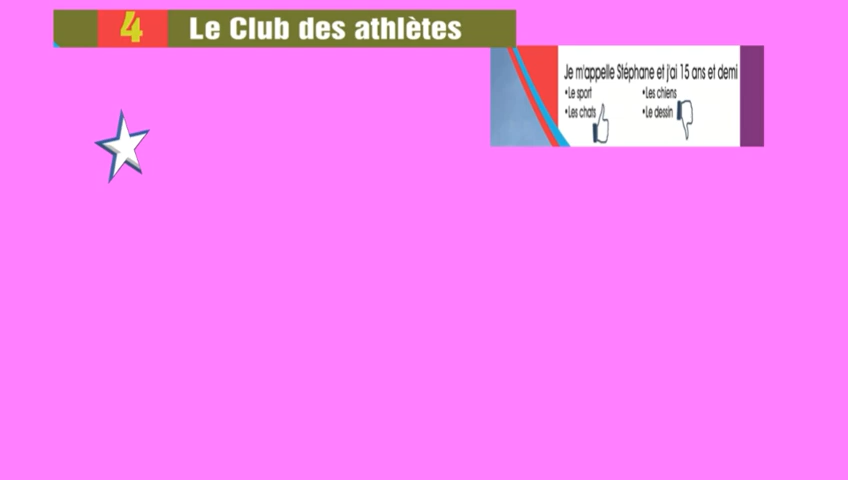 4 Le Club des athlètes
Je m'appelle Stéphane et j'ai 15 ans et demi
•Le sport •Les chiens
•Les chats •Le dessin